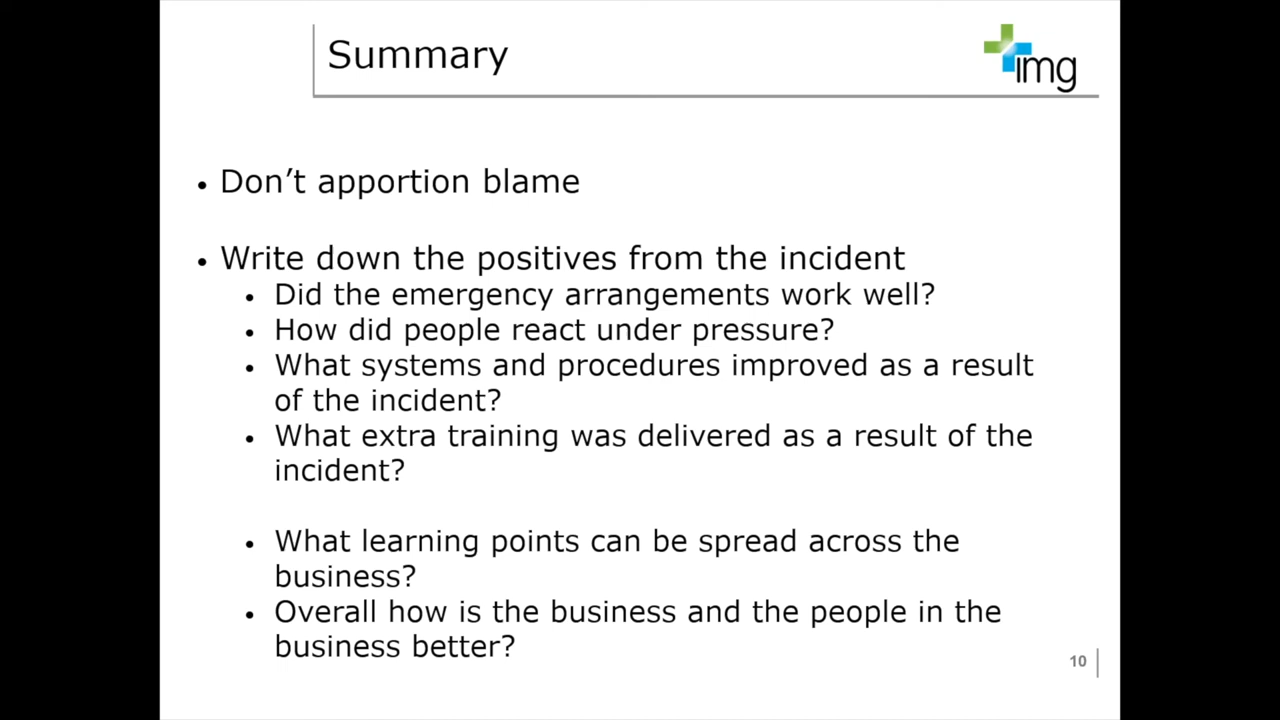 Summary
img
• Don’t apportion blame
• Write down the positives from the incident
• Did the emergency arrangements work well?
• How did people react under pressure?
• What systems and procedures improved as a result
of the incident?
• What extra training was delivered as a result of the
incident?
• What learning points can be spread across the
business?
• Overall how is the business and the people in the
business better?
10